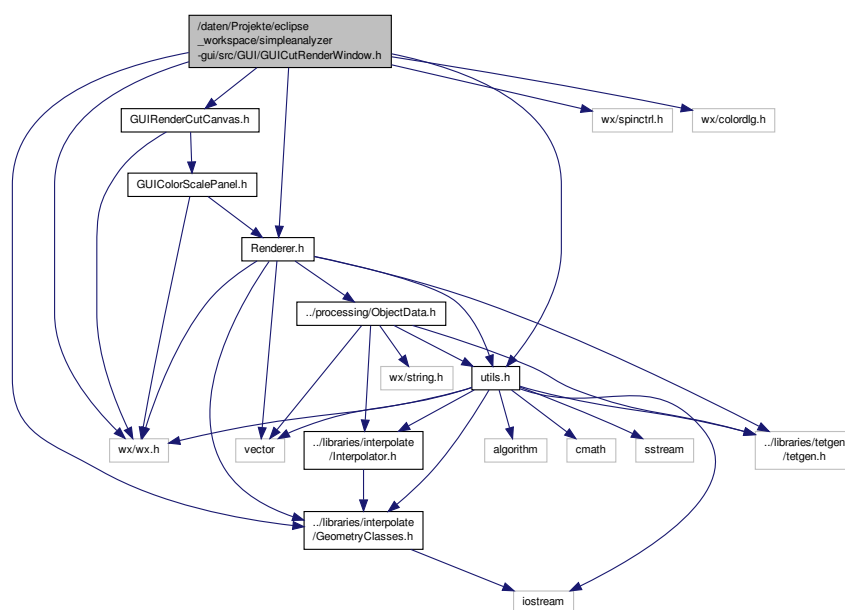 /daten/Projekte/eclipse
_workspace/simpleanalyzer
-gui/src/GUI/GUICutRenderWindow.h
GUIRenderCutCanvas.h
wx/spinctrl.h
wx/colordlg.h
GUIColorScalePanel.h
Renderer.h
../processing/ObjectData.h
wx/string.h
utils.h
wx/wx.h
vector
../libraries/interpolate
/Interpolator.h
algorithm
cmath
sstream
../libraries/tetgen
/tetgen.h
../libraries/interpolate
/GeometryClasses.h
iostream